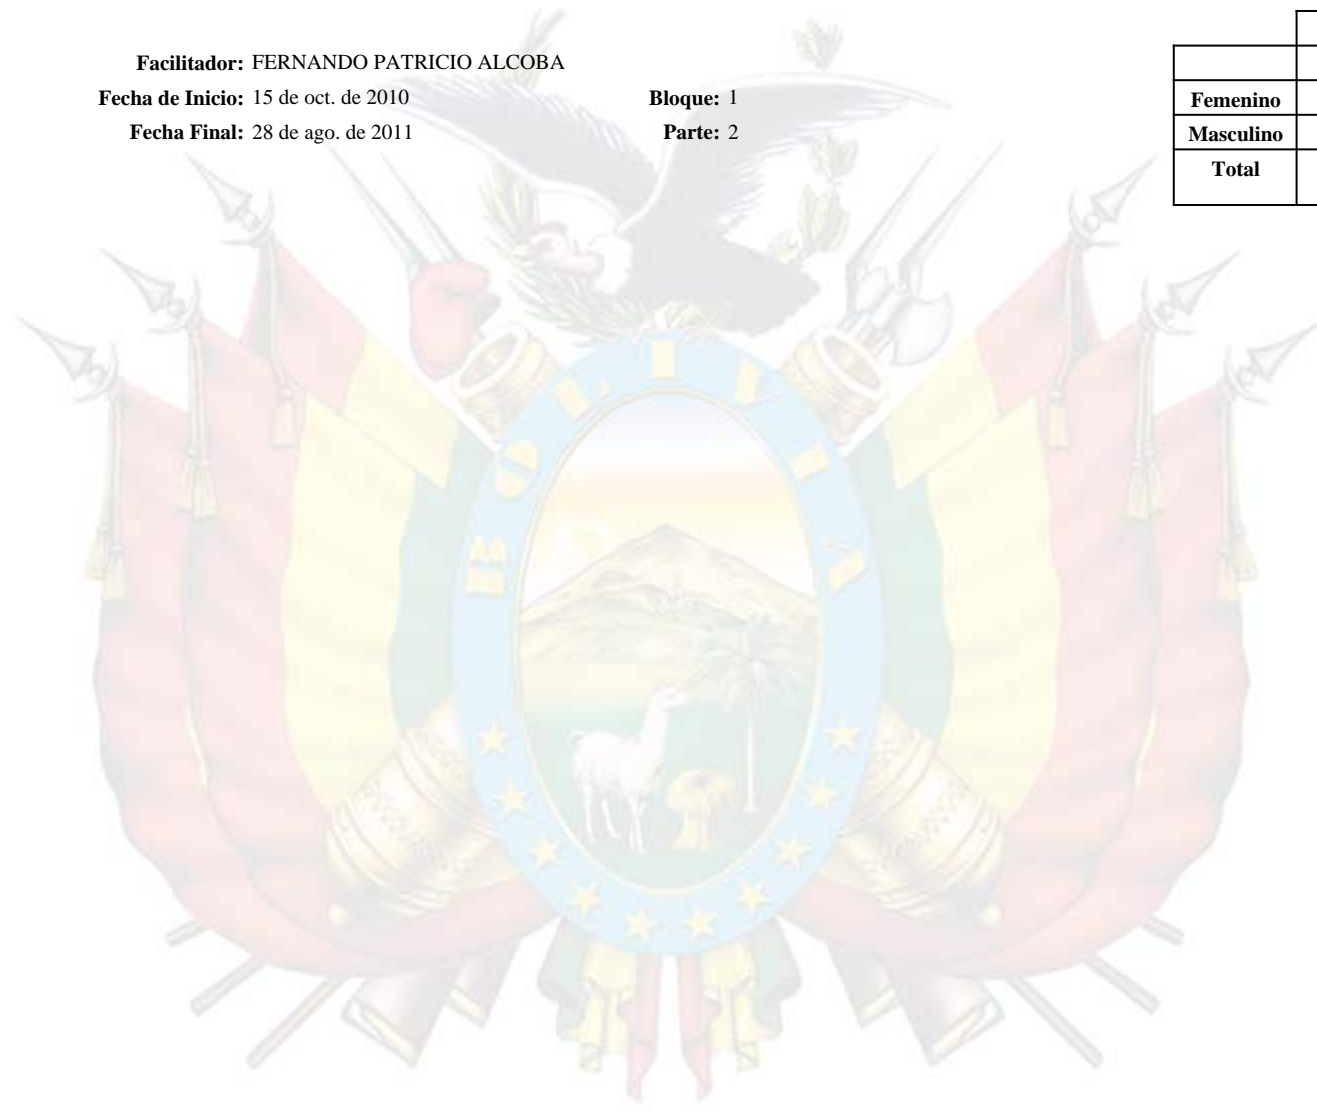 Facilitador: FERNANDO PATRICIO ALCOBA
Fecha de Inicio: 15 de oct. de 2010
Bloque: 1
Fecha Final: 28 de ago. de 2011
Parte: 2
Femenino
Masculino
Total
BOLIVIA